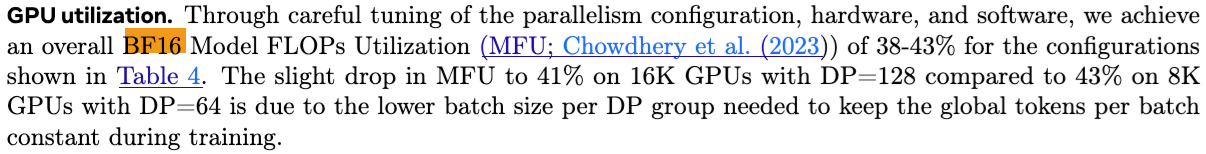 GPU utilization. Through careful tuning of the parallelism configuration, hardware, and software, we achieve
an overall BF16 Model FLOPs Utilization (MFU; Chowdhery et al. (2023)) of 38-43% for the configurations
shown in Table 4. The slight drop in MFU to 41% on 16K GPUs with DP=128 compared to 43% on 8K
GPUs with DP=64 is due to the lower batch size per DP group needed to keep the global tokens per batch
constant during training.